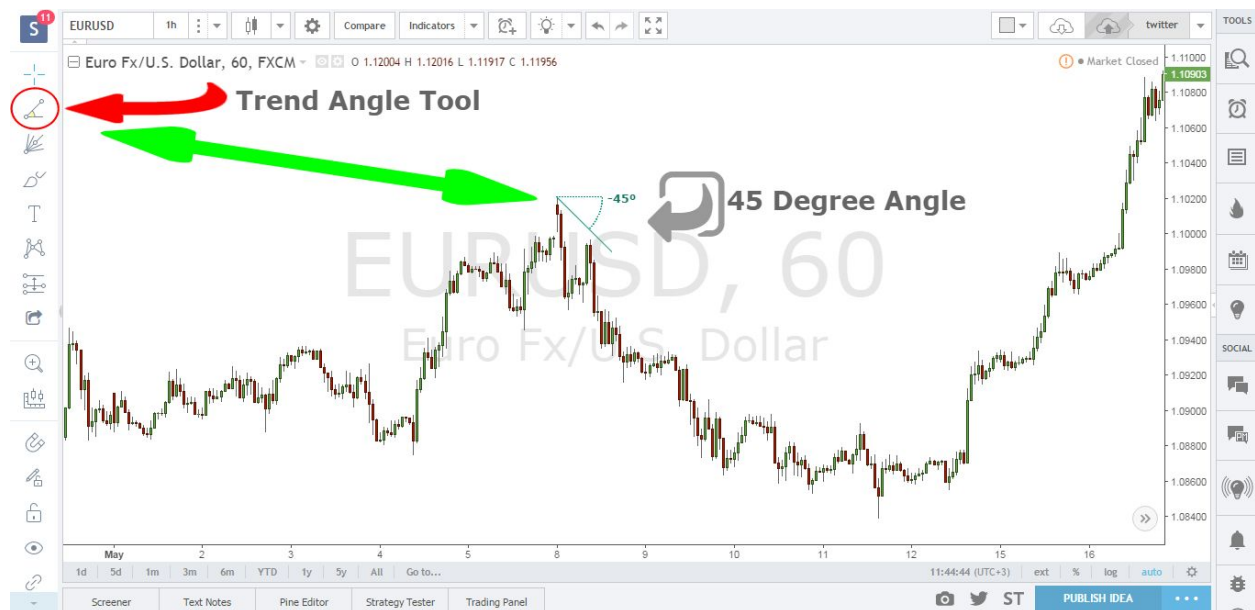 S 11 EURUSD 1h Compare Indicators twitter TOOLS
Euro Fx/U.S. Dollar, 60, FXCM O 1.12004 H 1.12016 L 1.11917 C 1.11956 Market Closed
1.11000
1.10903
1.10800
Trend Angle Tool
1.10600
1.10400
-45º
45 Degree Angle
1.10200
1.10000
EURUSD, 60
1.09800
1.09600
Euro Fx/U.S. Dollar
1.09400
SOCIAL
1.09200
1.09000
1.08800
1.08600
1.08400
May 2 3 4 5 8 9 10 11 12 15 16
1d 5d 1m 3m 6m YTD 1y 5y All Go to... 11:44:44 (UTC+3) ext % log auto
Screener Text Notes Pine Editor Strategy Tester Trading Panel ST PUBLISH IDEA